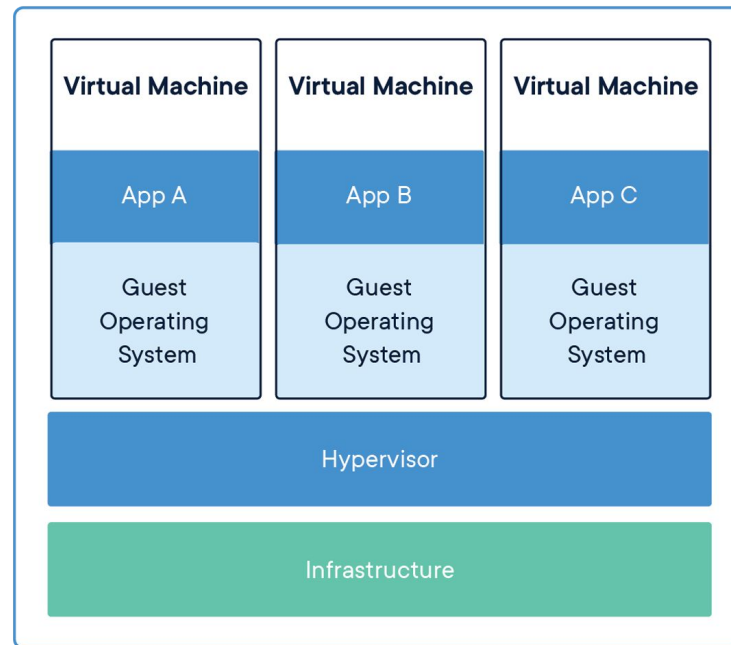 Virtual Machine
Virtual Machine
Virtual Machine
App A
App B
App C
Guest
Operating
System
Guest
Operating
System
Guest
Operating
System
Hypervisor
Infrastructure